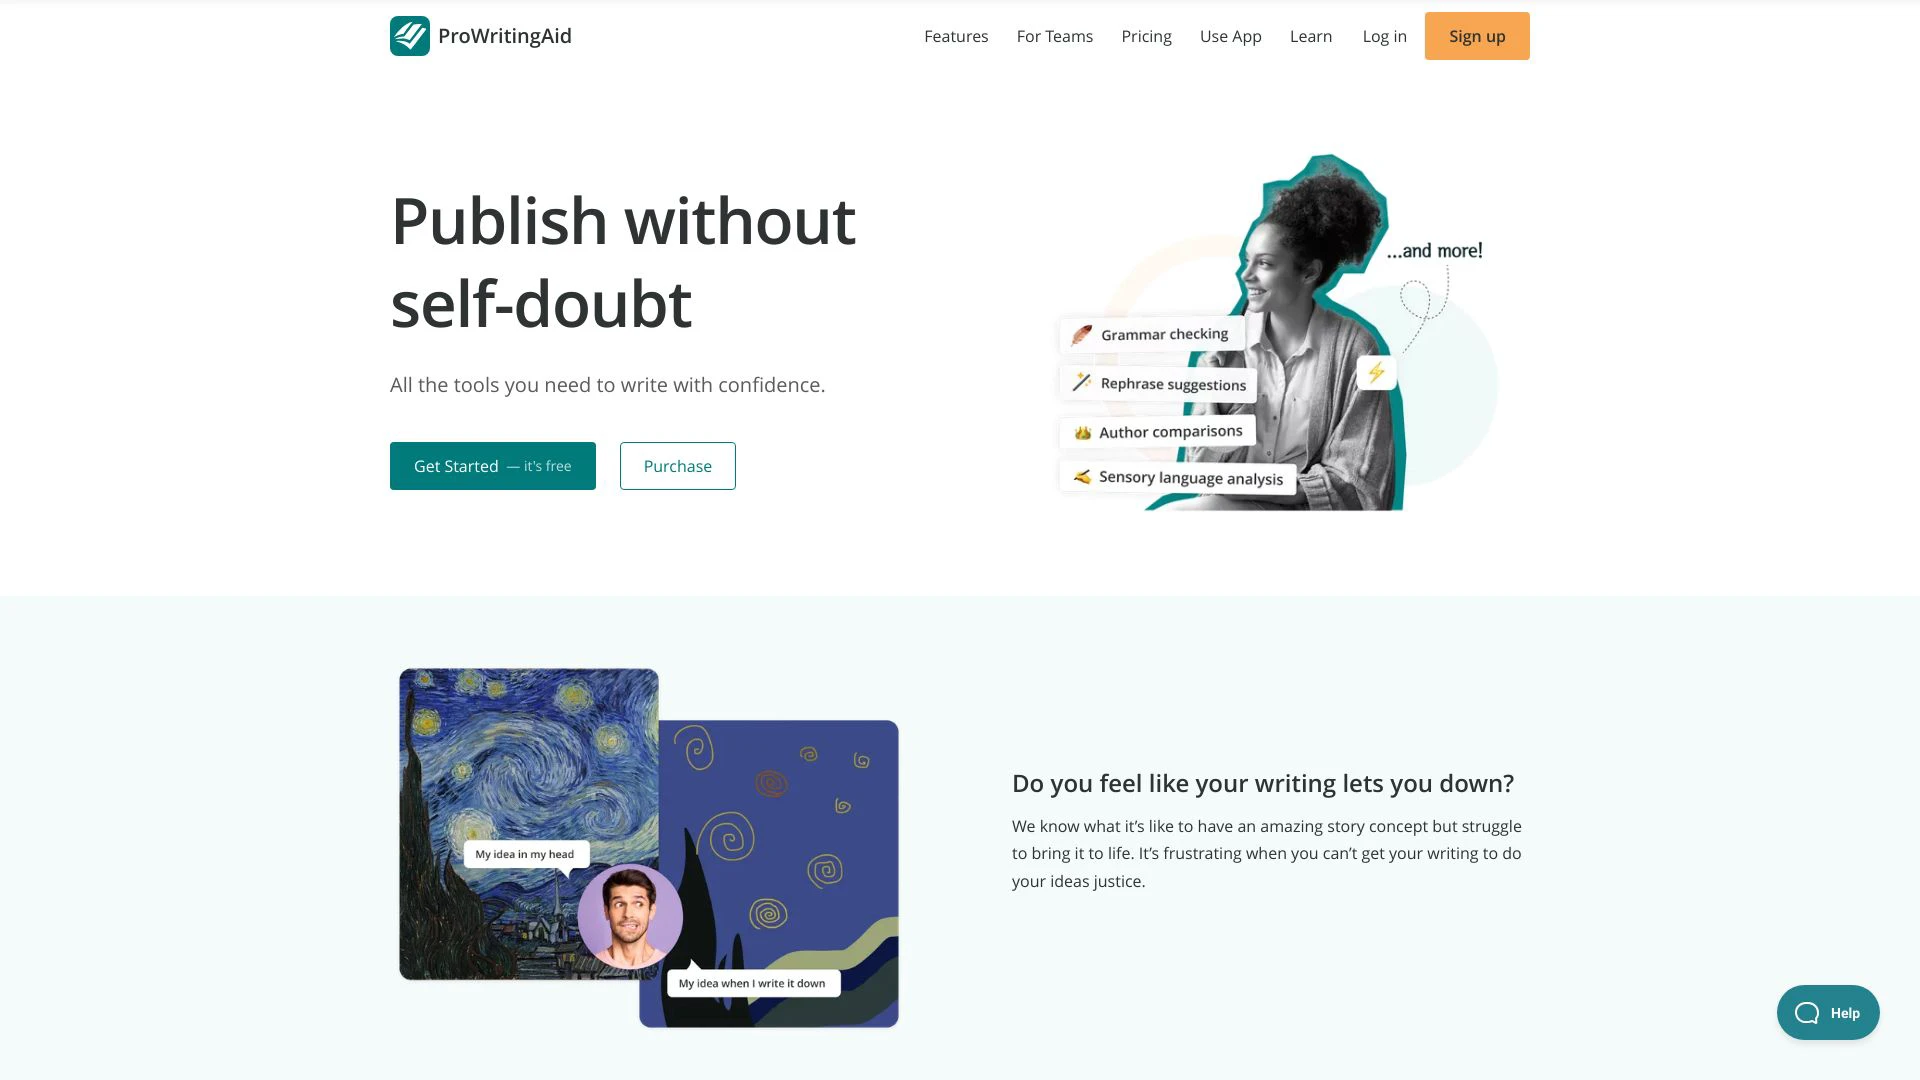 ProWritingAid
Features
For Teams
Pricing
Use App
Learn
Log in
Sign up
Publish without
self-doubt
All the tools you need to write with confidence.
Get Started — it's free
Purchase
...and more!
Grammar checking
Rephrase suggestions
Author comparisons
Sensory language analysis
My idea in my head
My idea when I write it down
Do you feel like your writing lets you down?
We know what it’s like to have an amazing story concept but struggle
to bring it to life. It’s frustrating when you can’t get your writing to do
your ideas justice.
Help